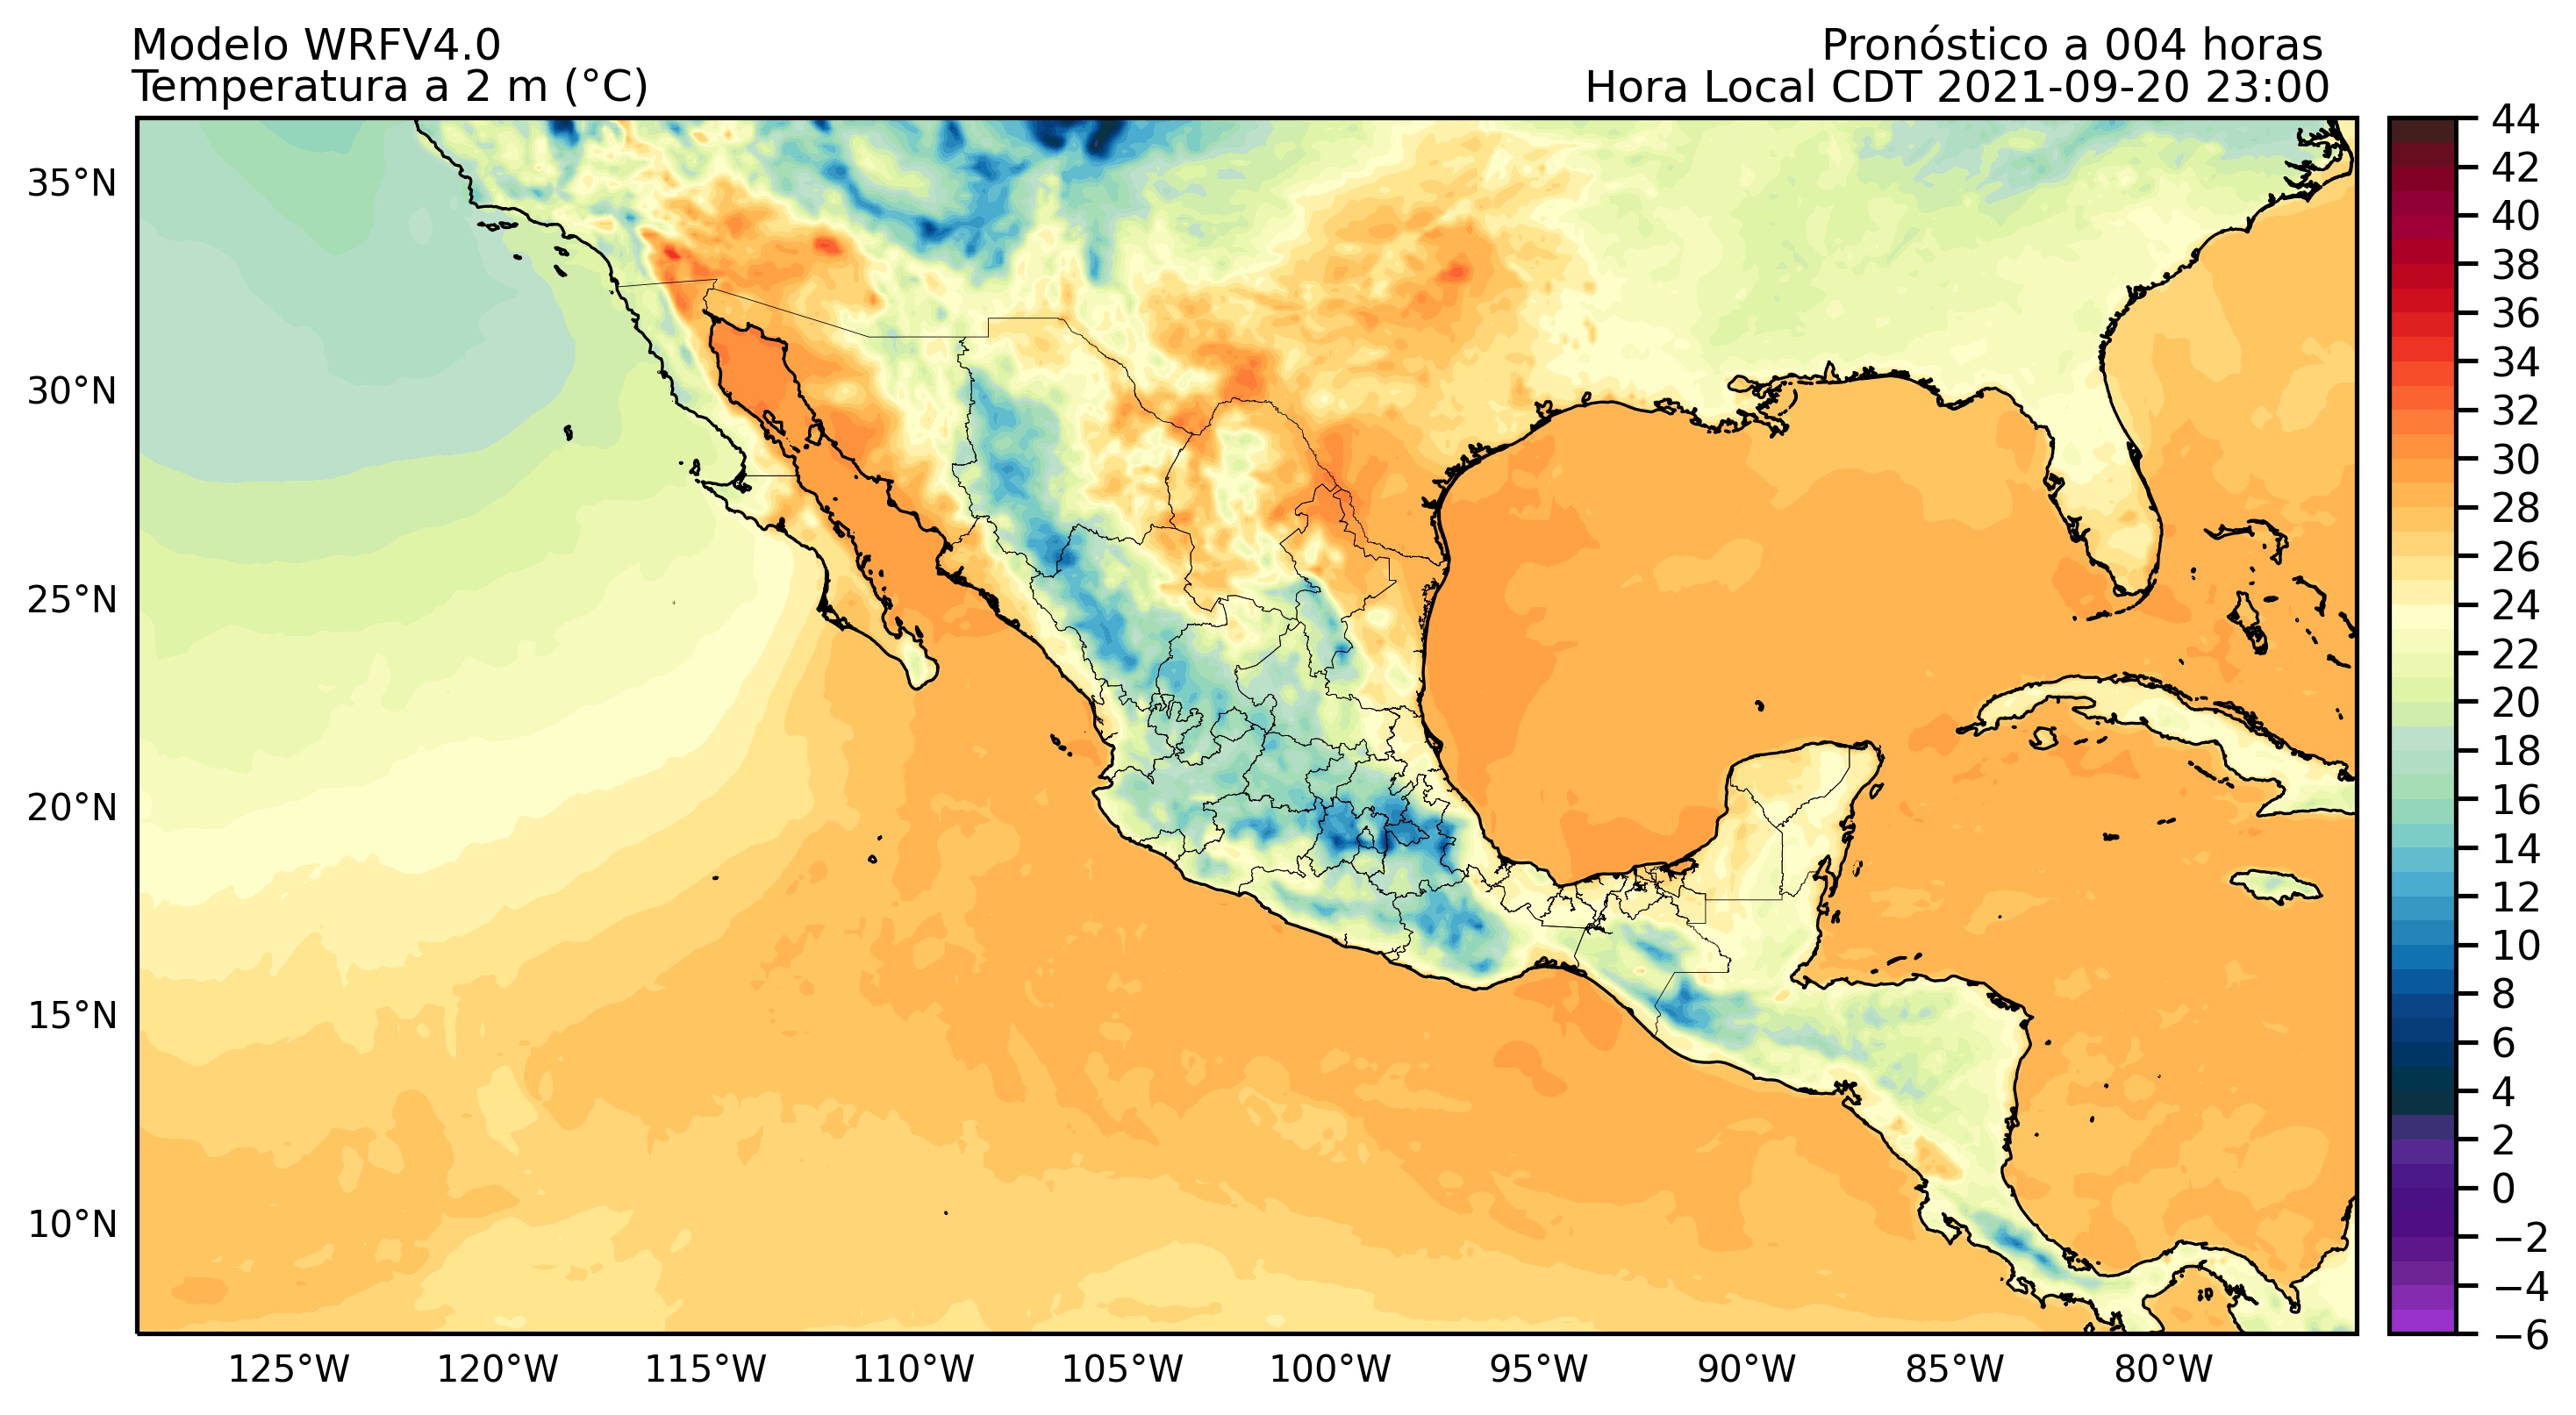 Modelo WRFV4.0
Temperatura a 2 m (°C)
Pronóstico a 004 horas
Hora Local CDT 2021-09-20 23:00
35°N
30°N
25°N
20°N
15°N
10°N
125°W
120°W
115°W
110°W
105°W
100°W
95°W
90°W
85°W
80°W
44
42
40
38
36
34
32
30
28
26
24
22
20
18
16
14
12
10
8
6
4
2
0
−2
−4
−6